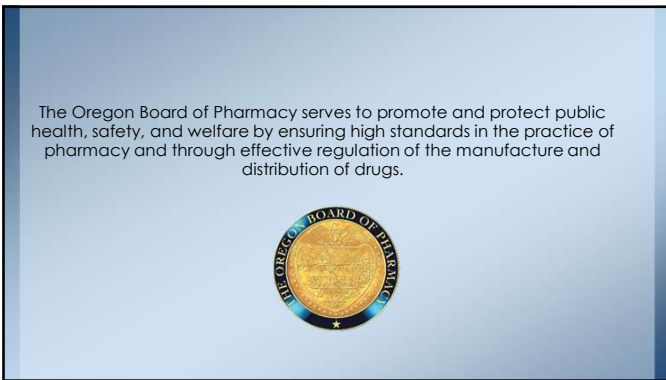 The Oregon Board of Pharmacy serves to promote and protect public
health, safety, and welfare by ensuring high standards in the practice of
pharmacy and through effective regulation of the manufacture and
distribution of drugs.
THE OREGON BOARD OF PHARMACY